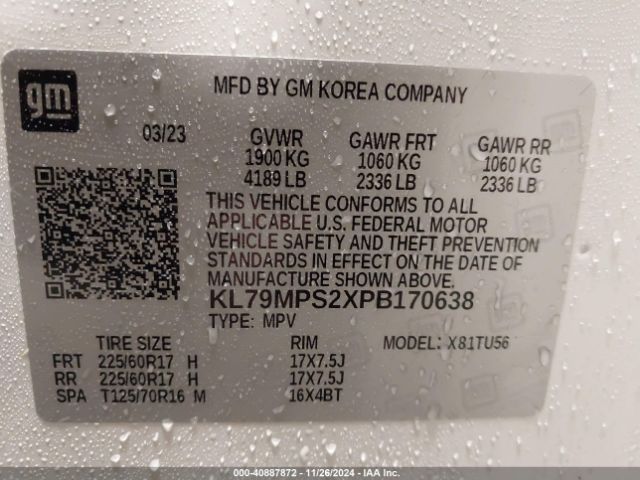 gm
MFD BY GM KOREA COMPANY
03/23
GVWR
1900 KG
4189 LB
GAWR FRT
1060 KG
2336 LB
GAWR RR
1060 KG
2336 LB
THIS VEHICLE CONFORMS TO ALL
APPLICABLE U.S. FEDERAL MOTOR
VEHICLE SAFETY AND THEFT PREVENTION
STANDARDS IN EFFECT ON THE DATE OF
MANUFACTURE SHOWN ABOVE.
KL79MPS2XPB170638
TYPE: MPV
TIRE SIZE RIM MODEL: X81TU56
FRT 225/60R17 H 17X7.5J
RR 225/60R17 H 17X7.5J
SPA T125/70R16 M 16X4BT
000-40887872 - 11/26/2024 - IAA Inc.